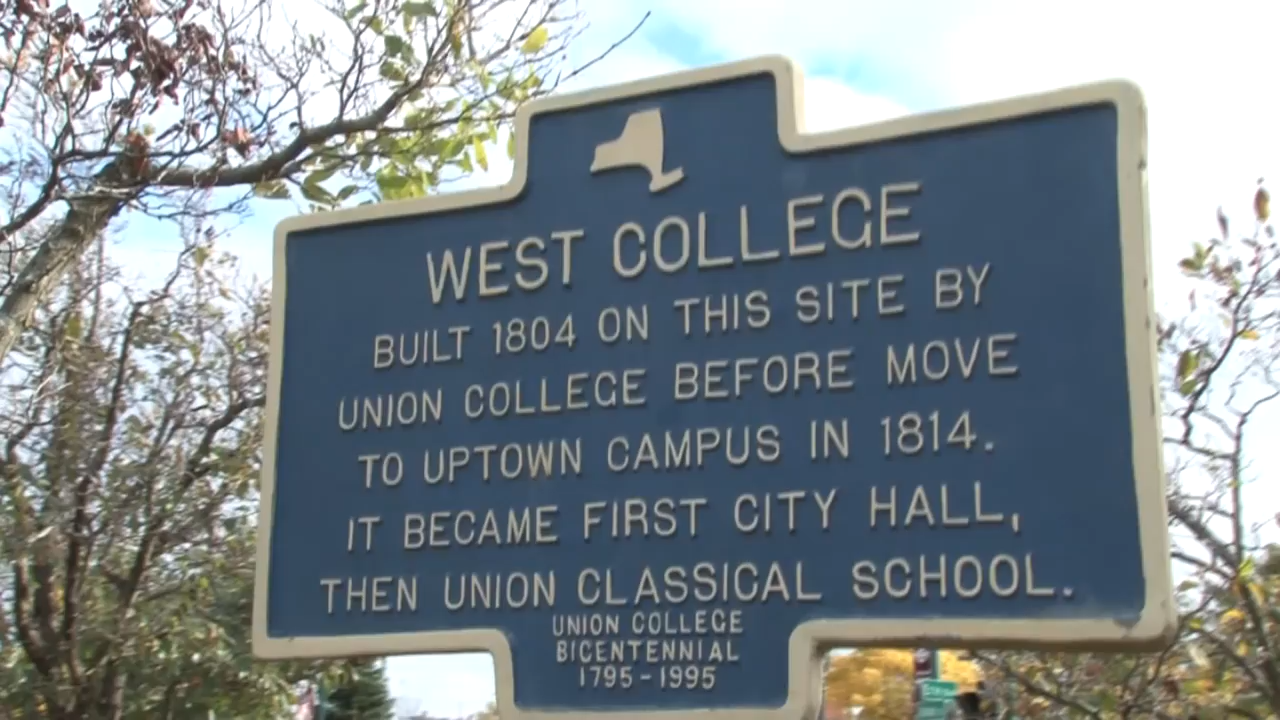 WEST COLLEGE
BUILT 1804 ON THIS SITE BY
UNION COLLEGE BEFORE MOVE
TO UPTOWN CAMPUS IN 1814.
IT BECAME FIRST CITY HALL,
THEN UNION CLASSICAL SCHOOL.
UNION COLLEGE
BICENTENNIAL
1795-1995